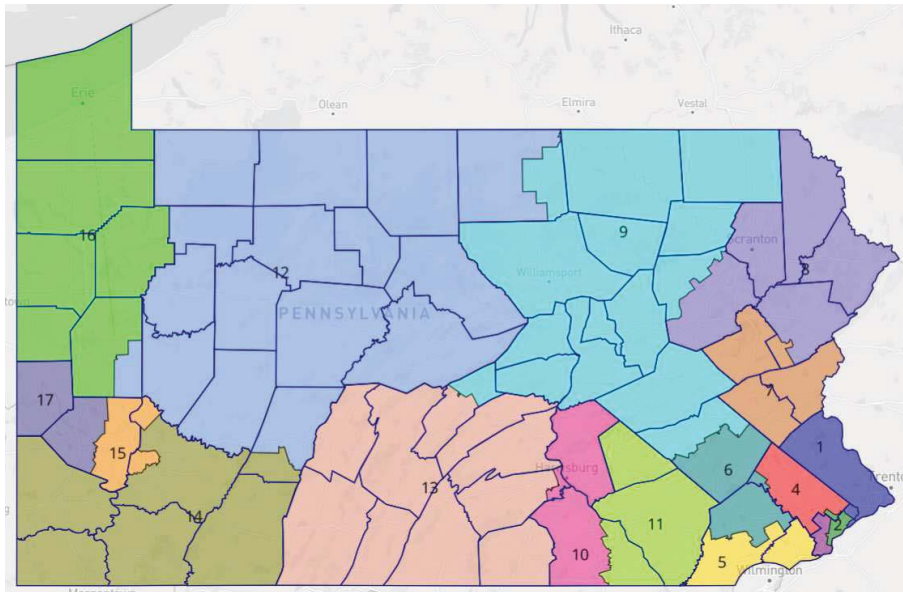 Ithaca
Erie
Olean
Elmira
Vestal
16
9
Scranton
8
12
Williamsport
PENNSYLVANIA
17
7
15
1
Harrisburg
6
13
4
Trento
14
11
2
10
5
Wilmington